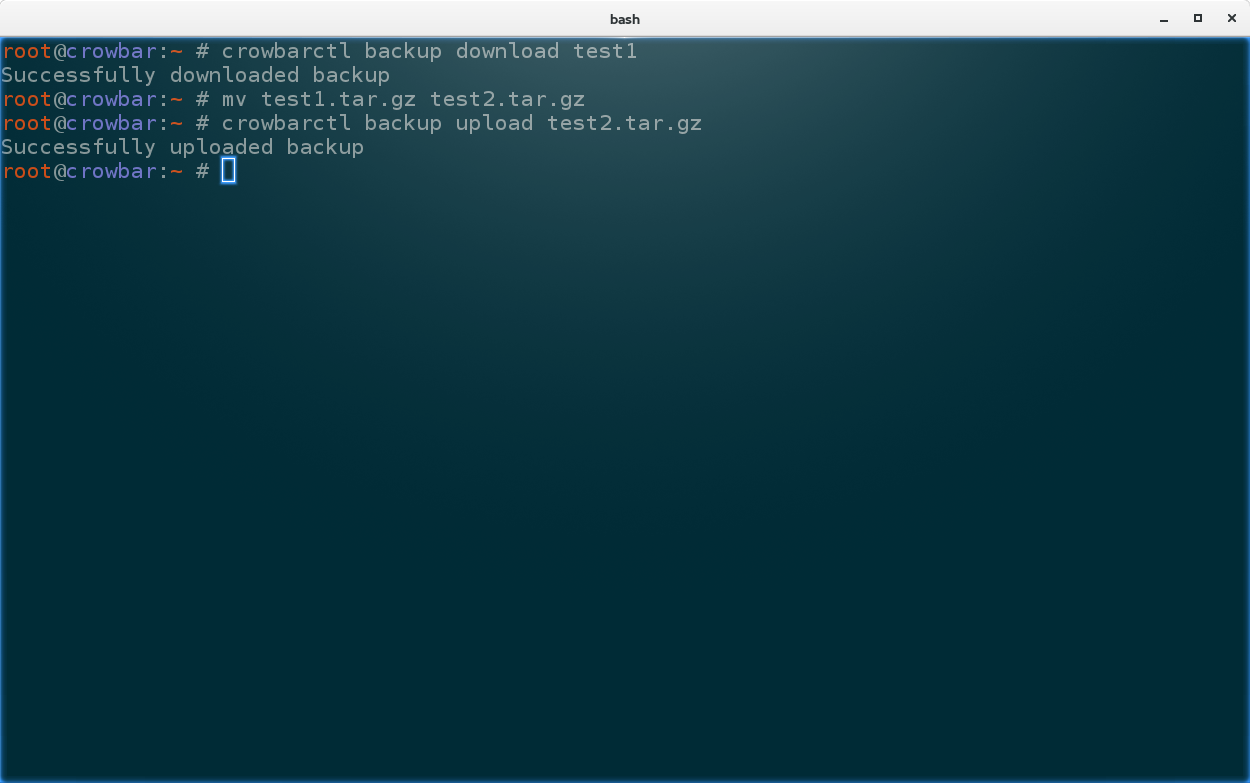 bash
root@crowbar:~ # crowbarctl backup download test1
Successfully downloaded backup
root@crowbar:~ # mv test1.tar.gz test2.tar.gz
root@crowbar:~ # crowbarctl backup upload test2.tar.gz
Successfully uploaded backup
root@crowbar:~ #